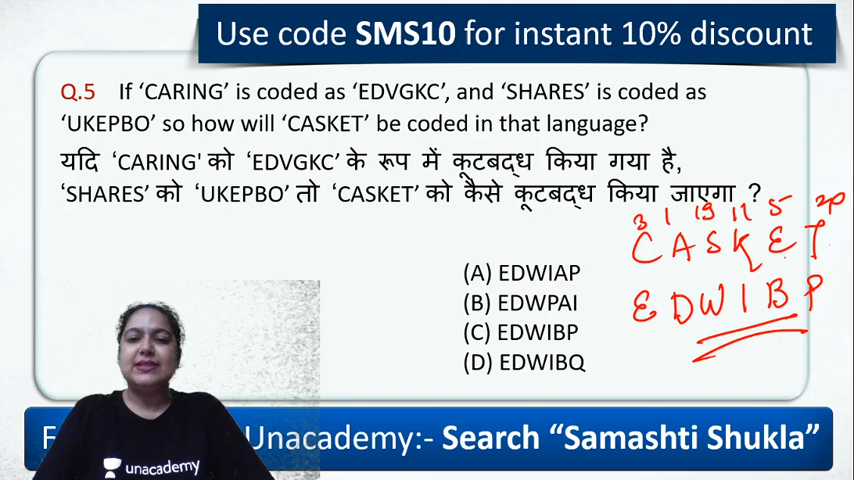 Use code SMS10 for instant 10% discount
Q.5 If ‘CARING’ is coded as ‘EDVGKC’, and ‘SHARES’ is coded as
‘UKEPBO’ so how will ‘CASKET’ be coded in that language?
यदि ‘CARING' को ‘EDVGKC’ के रूप में कूटबद्ध किया गया है,
‘SHARES’ को ‘UKEPBO’ तो ‘CASKET’ को कैसे कूटबद्ध किया जाएगा ?
3 1 19 11 5 20
C A S K E T
E D W I B P
(A) EDWIAP
(B) EDWPAI
(C) EDWIBP
(D) EDWIBQ
unacademy
Unacademy:- Search “Samashti Shukla”